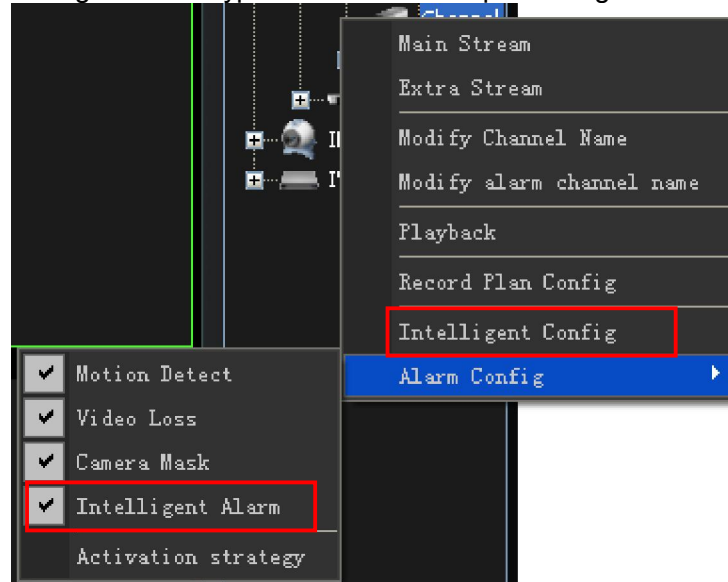 Channel
Main Stream
Extra Stream
Modify Channel Name
Modify alarm channel name
Playback
Record Plan Config
Intelligent Config
Alarm Config
Motion Detect
Video Loss
Camera Mask
Intelligent Alarm
Activation strategy